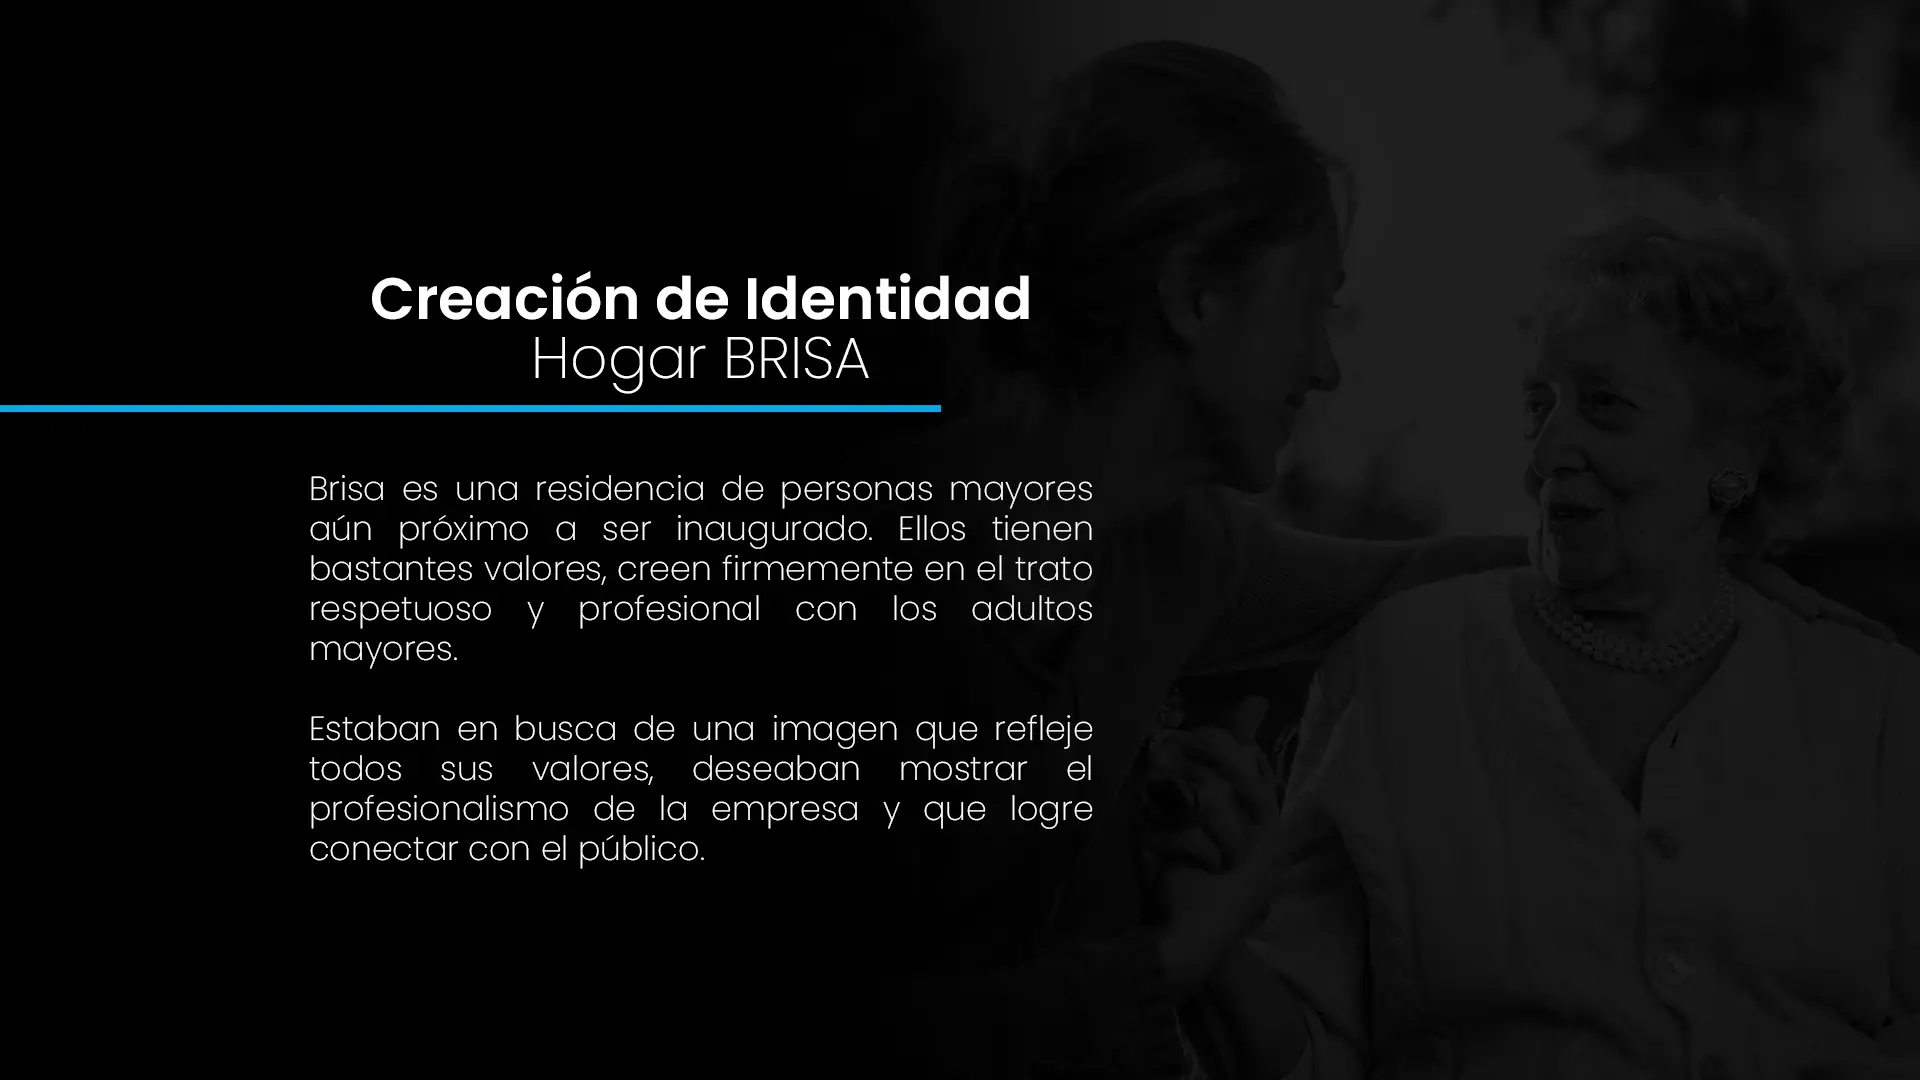 Creación de Identidad
Hogar BRISA
Brisa es una residencia de personas mayores
aún próximo a ser inaugurado. Ellos tienen
bastantes valores, creen firmemente en el trato
respetuoso y profesional con los adultos
mayores.
Estaban en busca de una imagen que refleje
todos sus valores, deseaban mostrar el
profesionalismo de la empresa y que logre
conectar con el público.